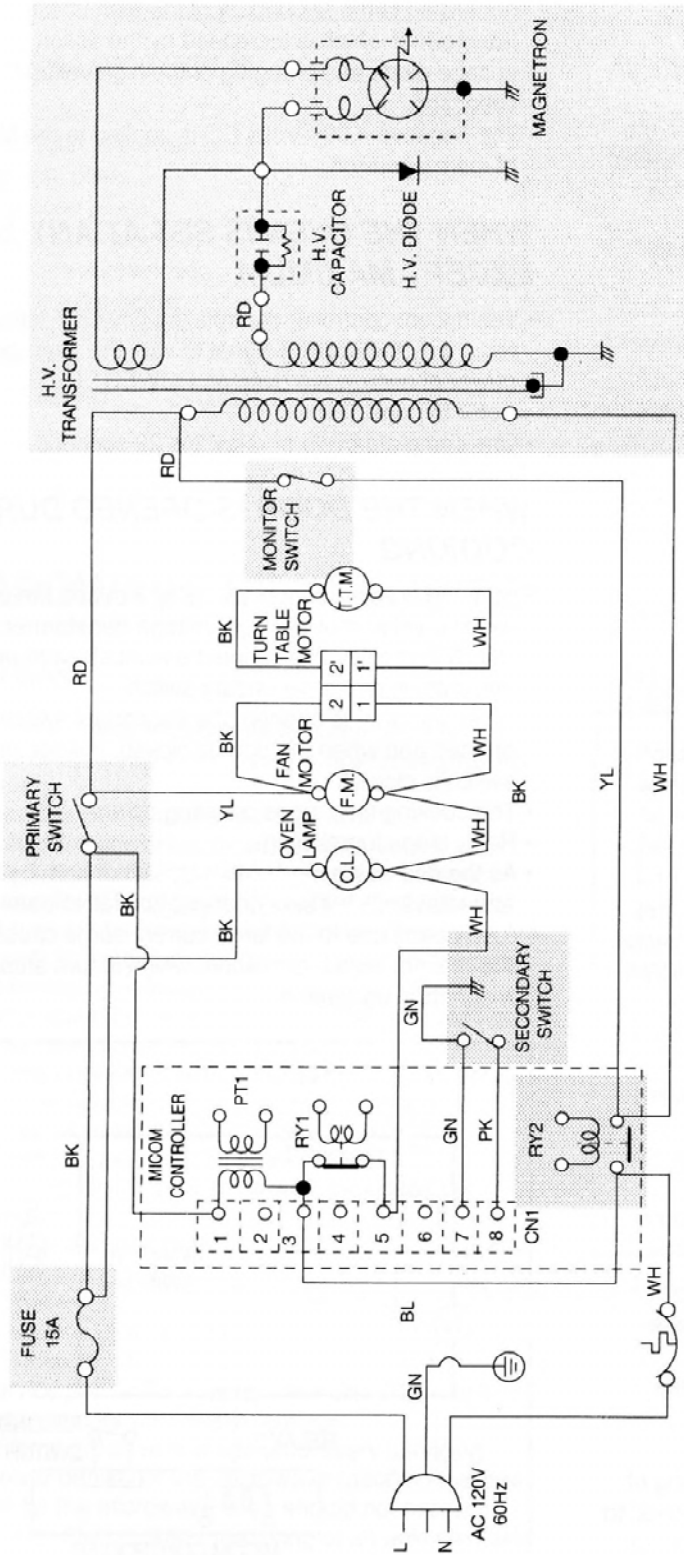 FUSE
15A
BK
PRIMARY
SWITCH
RD
H.V.
TRANSFORMER
BK
YL
BK
MICOM
CONTROLLER
PT1
RY1
1
2
3
4
5
6
7
8
CN1
GN
PK
GN
SECONDARY
SWITCH
RY2
OVEN
LAMP
O.L.
WH
WH
FAN
MOTOR
F.M.
BK
WH
BK
2
2'
1
1'
TURN
TABLE
MOTOR
T.T.M.
BK
WH
MONITOR
SWITCH
RD
RD
H.V.
CAPACITOR
H.V. DIODE
MAGNETRON
L
N
AC 120V
60Hz
GN
BL
WH
YL
WH